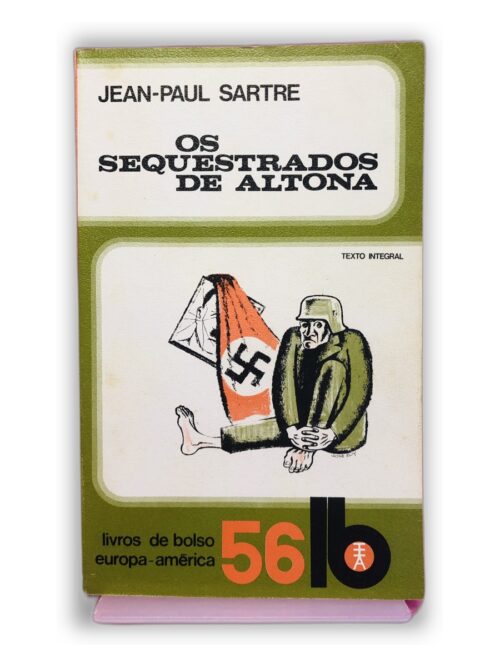 JEAN-PAUL SARTRE
OS
SEQUESTRADOS
DE ALTONA
TEXTO INTEGRAL
livros de bolso
europa-américa
56 lb